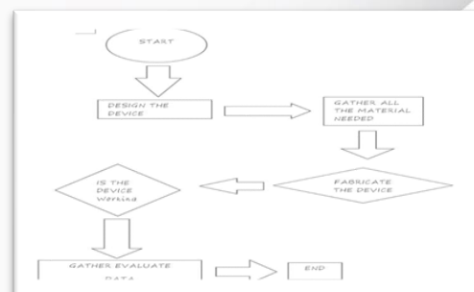 START
DESIGN THE
DEVICE
GATHER ALL
THE MATERIAL
NEEDED
FABRICATE
THE DEVICE
IS THE
DEVICE
Working
GATHER EVALUATE
DATA
END